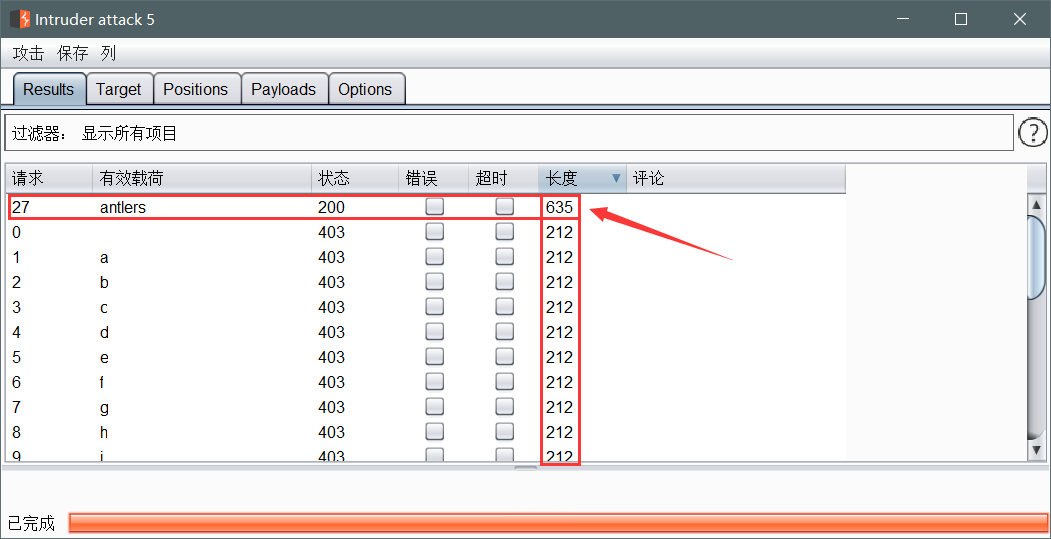 Intruder attack 5
攻击 保存 列
Results Target Positions Payloads Options
过滤器： 显示所有项目
?
请求 有效载荷 状态 错误 超时 长度 评论
27 antlers 200 635
0 403 212
1 a 403 212
2 b 403 212
3 c 403 212
4 d 403 212
5 e 403 212
6 f 403 212
7 g 403 212
8 h 403 212
9 i 403 212
已完成